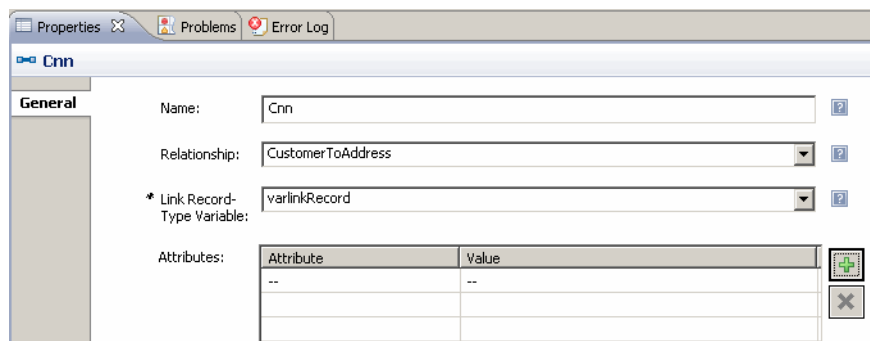 Properties Problems Error Log
Cnn
General
Name: Cnn ?
Relationship: CustomerToAddress ?
* Link Record-
Type Variable: varlinkRecord ?
Attributes: Attribute Value
-- --